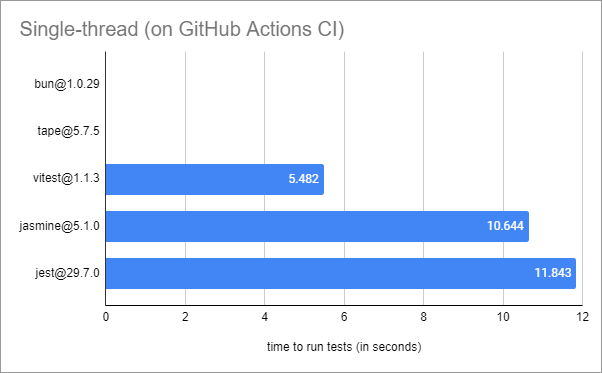 Single-thread (on GitHub Actions CI)
bun@1.0.29
tape@5.7.5
vitest@1.1.3 5.482
jasmine@5.1.0 10.644
jest@29.7.0 11.843
0 2 4 6 8 10 12
time to run tests (in seconds)